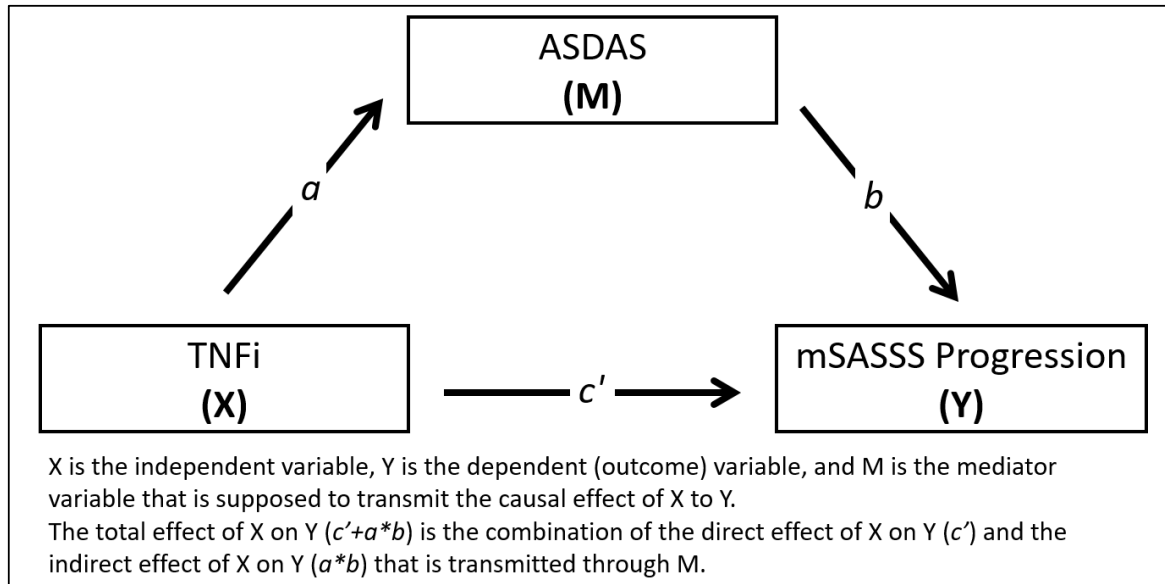 ASDAS
(M)
a
b
TNFi
(X)
c'
mSASSS Progression
(Y)
X is the independent variable, Y is the dependent (outcome) variable, and M is the mediator
variable that is supposed to transmit the causal effect of X to Y.
The total effect of X on Y (c'+a*b) is the combination of the direct effect of X on Y (c') and the
indirect effect of X on Y (a*b) that is transmitted through M.